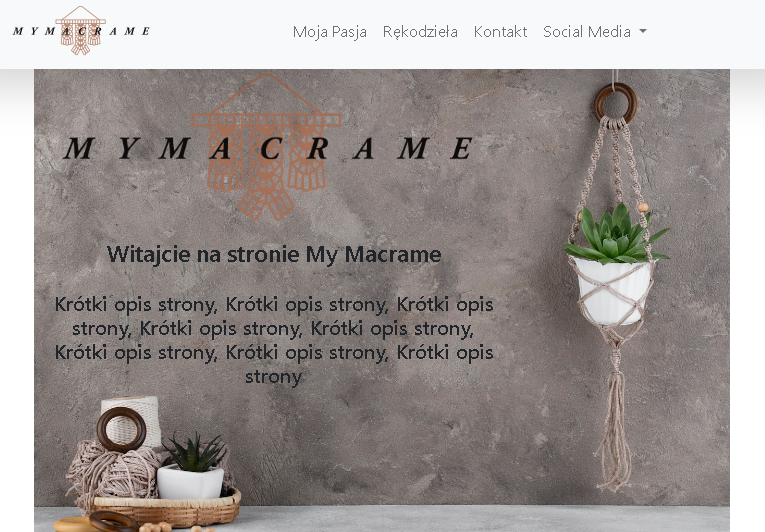 MYMACRAME
Moja Pasja Rękodzieła Kontakt Social Media
MYMACRAME
Witajcie na stronie My Macrame
Krótki opis strony, Krótki opis strony, Krótki opis
strony, Krótki opis strony, Krótki opis strony,
Krótki opis strony, Krótki opis strony, Krótki opis
strony